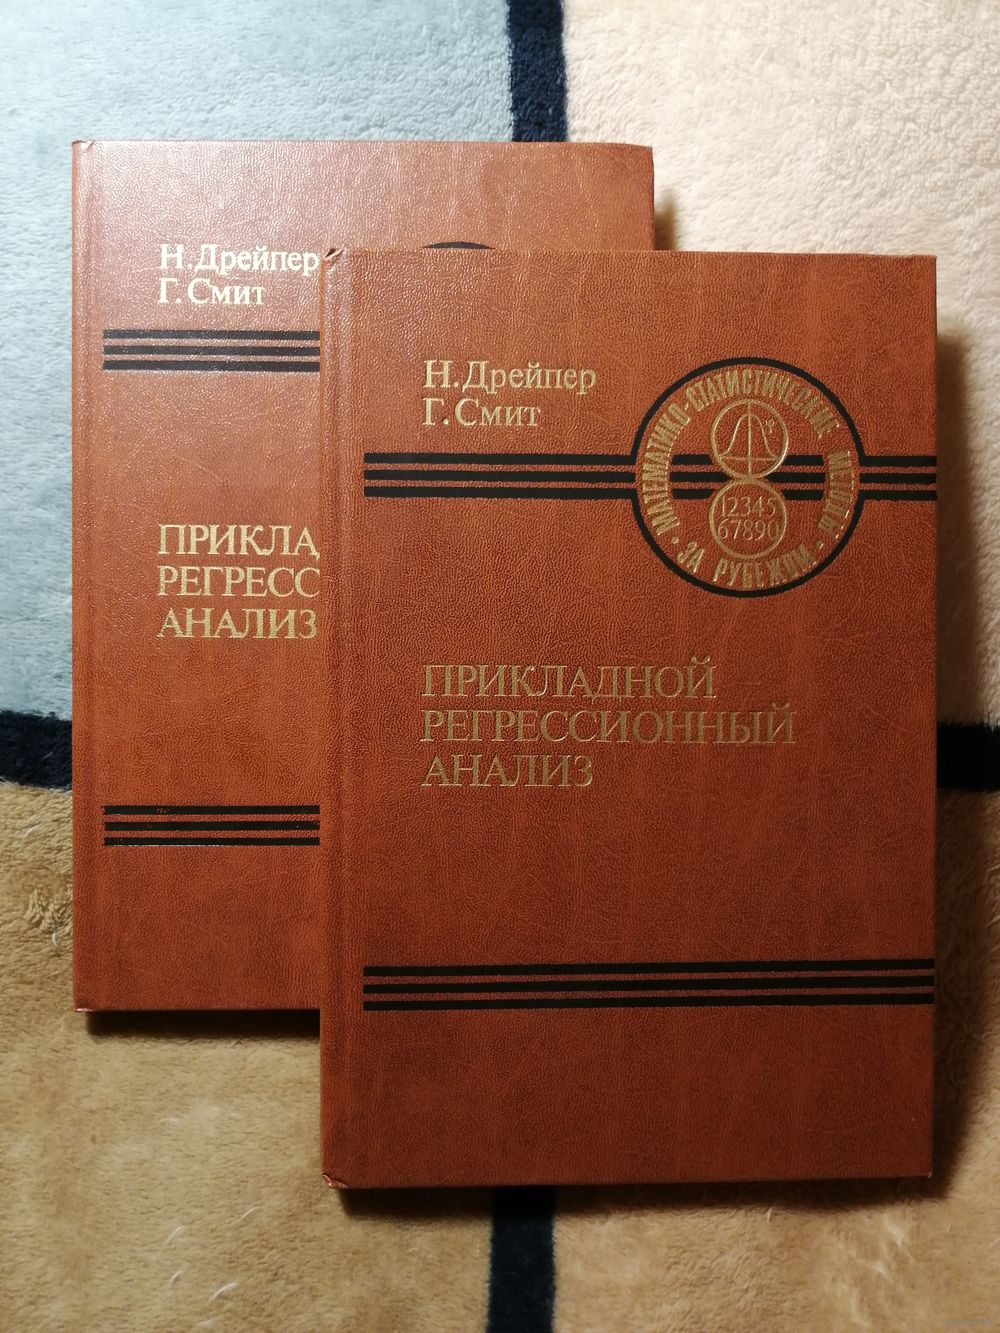 Н. Дрейпер
Г. Смит
ПРИКЛАД
РЕГРЕСС
АНАЛИЗ
Н. Дрейпер
Г. Смит
МАТЕМАТИКО-СТАТИСТИЧЕСКИЕ МЕТОДЫ
· ЗА РУБЕЖОМ ·
12345
67890
ПРИКЛАДНОЙ
РЕГРЕССИОННЫЙ
АНАЛИЗ